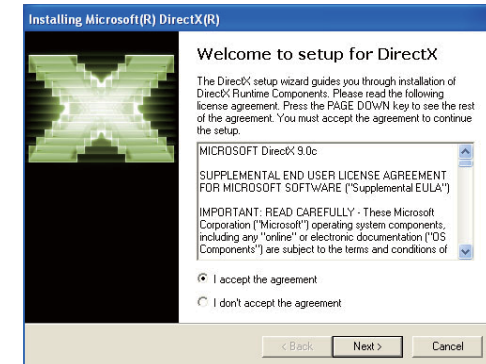 Installing Microsoft(R) DirectX(R)
Welcome to setup for DirectX
The DirectX setup wizard guides you through installation of
DirectX Runtime Components. Please read the following
license agreement. Press the PAGE DOWN key to see the rest
of the agreement. You must accept the agreement to continue
the setup.
MICROSOFT DirectX 9.0c
SUPPLEMENTAL END USER LICENSE AGREEMENT
FOR MICROSOFT SOFTWARE ("Supplemental EULA")
IMPORTANT: READ CAREFULLY - These Microsoft
Corporation ("Microsoft") operating system components,
including any "online" or electronic documentation ("OS
Components") are subject to the terms and conditions of
I accept the agreement
I don't accept the agreement
< Back Next > Cancel